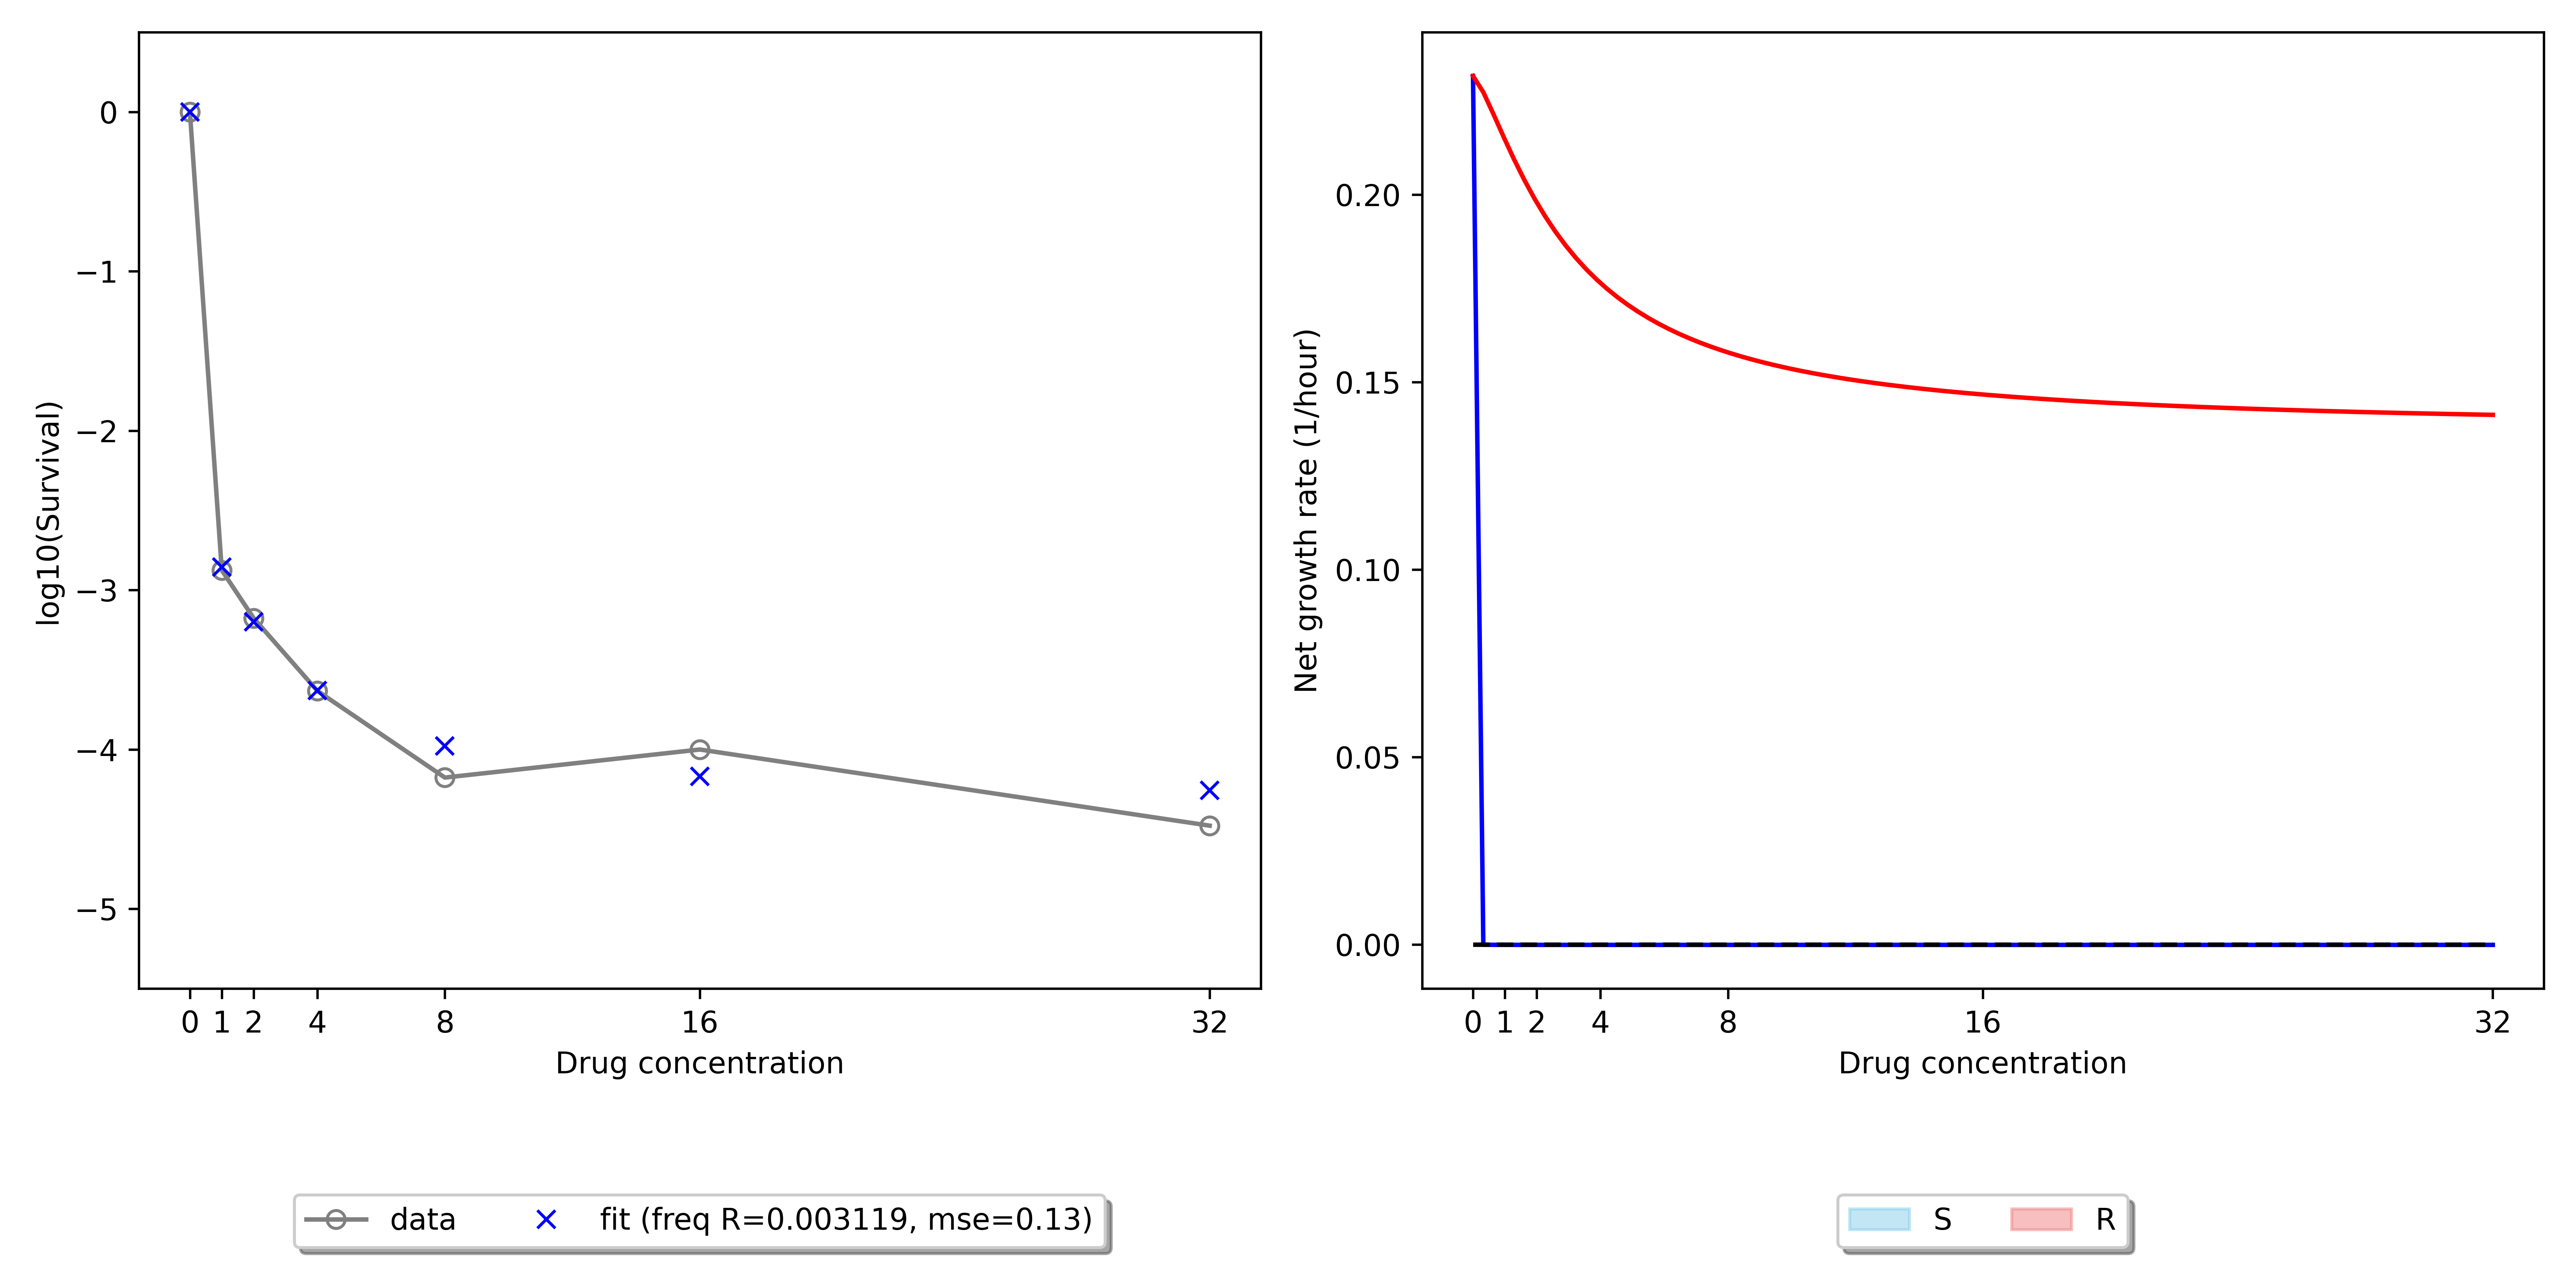 0
−1
−2
−3
−4
−5
log10(Survival)
0 1 2 4 8 16 32
Drug concentration
data fit (freq R=0.003119, mse=0.13)
0.20
0.15
0.10
0.05
0.00
Net growth rate (1/hour)
0 1 2 4 8 16 32
Drug concentration
S R